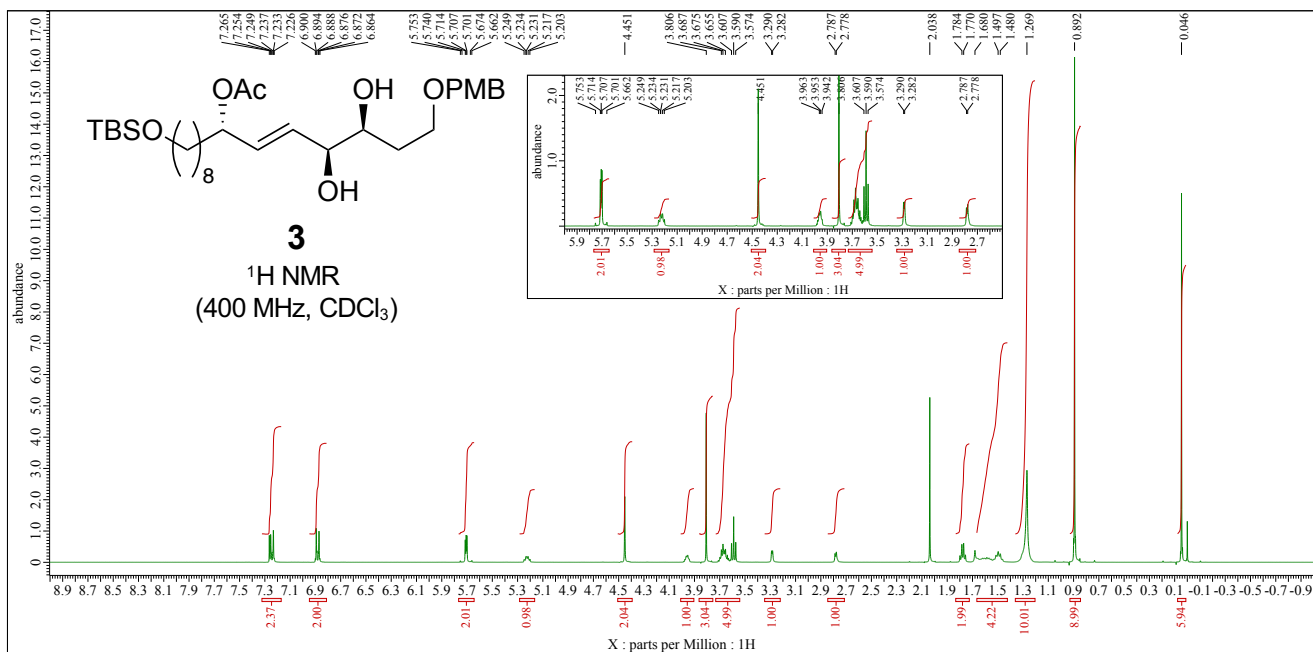 7.265 7.254 7.249 7.237 7.233 7.226 6.900 6.894 6.888 6.876 6.872 6.864 5.753 5.740 5.714 5.707 5.701 5.674 5.662 5.249 5.234 5.231 5.217 5.203 4.451 3.806 3.687 3.675 3.655 3.607 3.590 3.574 3.290 3.282 2.787 2.778 2.038 1.784 1.770 1.680 1.497 1.480 1.269 0.892 0.046
abundance
17.0
16.0
15.0
14.0
13.0
12.0
11.0
10.0
9.0
8.0
7.0
6.0
5.0
4.0
3.0
2.0
1.0
0
OAc OH OPMB
TBSO
8
OH
3
¹H NMR
(400 MHz, CDCl₃)
5.753 5.714 5.707 5.701 5.662 5.249 5.234 5.231 5.217 5.203 4.451 3.963 3.953 3.942 3.806 3.607 3.590 3.574 3.290 3.282 2.787 2.778
abundance
2.0
1.0
5.9 5.7 5.5 5.3 5.1 4.9 4.7 4.5 4.3 4.1 3.9 3.7 3.5 3.3 3.1 2.9 2.7
2.01 0.98 2.04 1.00 3.04 4.99 1.00 1.00
X : parts per Million : 1H
8.9 8.7 8.5 8.3 8.1 7.9 7.7 7.5 7.3 7.1 6.9 6.7 6.5 6.3 6.1 5.9 5.7 5.5 5.3 5.1 4.9 4.7 4.5 4.3 4.1 3.9 3.7 3.5 3.3 3.1 2.9 2.7 2.5 2.3 2.1 1.9 1.7 1.5 1.3 1.1 0.9 0.7 0.5 0.3 0.1 -0.1 -0.3 -0.5 -0.7 -0.9
2.37 2.00 2.01 0.98 2.04 1.00 3.04 4.99 1.00 1.00 1.99 4.22 10.01 8.99 5.94
X : parts per Million : 1H